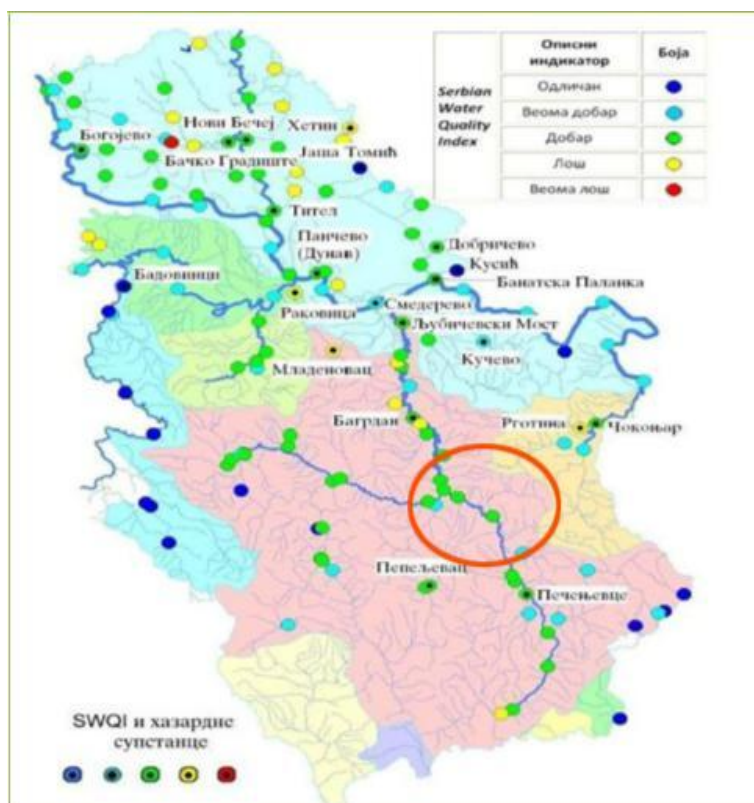 Serbian
Water
Quality
Index
Описни
индикатор
Боја
Одличан
Веома добар
Добар
Лош
Веома лош
Нови Бечеј
Хетин
Богојево
Бачко Градиште
Јаша Томић
Тител
Панчево
(Дунав)
Добричево
Кусић
Бадовинци
Банатска Паланка
Раковица
Смедерево
Љубичевски Мост
Младеновац
Кучево
Багрдан
Рготина
Чокоњар
Пепељевац
Печењевце
SWQI и хазардне
супстанце